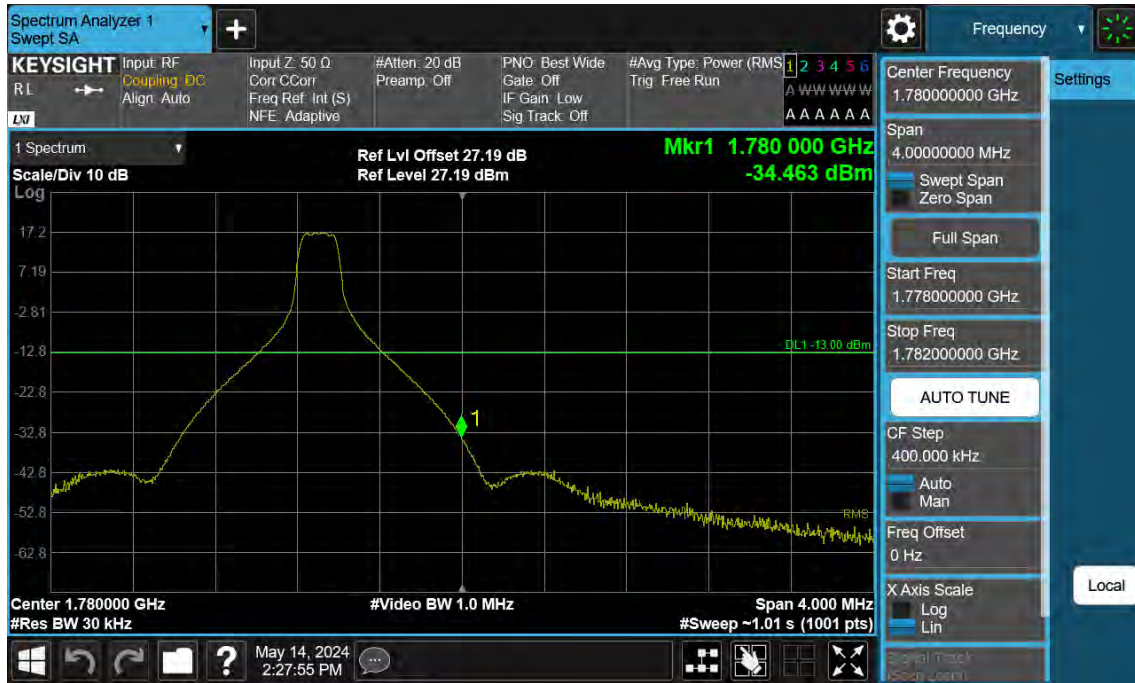 Spectrum Analyzer 1
Swept SA
+
Frequency
KEYSIGHT
RL
LXI
Input: RF
Coupling: DC
Align: Auto
Input Z: 50 Ω
Corr CCorr
Freq Ref: Int (S)
NFE: Adaptive
#Atten: 20 dB
Preamp: Off
PNO: Best Wide
Gate: Off
IF Gain: Low
Sig Track: Off
#Avg Type: Power (RMS
Trig: Free Run
1 2 3 4 5 6
A W W W W W
A A A A A A
1 Spectrum
Scale/Div 10 dB
Log
Ref Lvl Offset 27.19 dB
Ref Level 27.19 dBm
Mkr1 1.780 000 GHz
-34.463 dBm
17.2
7.19
-2.81
-12.8
-22.8
-32.8
-42.8
-52.8
-62.8
DL1 -13.00 dBm
1
RMS
Center 1.780000 GHz
#Res BW 30 kHz
#Video BW 1.0 MHz
Span 4.000 MHz
#Sweep ~1.01 s (1001 pts)
?
May 14, 2024
2:27:55 PM
Center Frequency
1.780000000 GHz
Span
4.00000000 MHz
Swept Span
Zero Span
Full Span
Start Freq
1.778000000 GHz
Stop Freq
1.782000000 GHz
AUTO TUNE
CF Step
400.000 kHz
Auto
Man
Freq Offset
0 Hz
X Axis Scale
Log
Lin
Signal Track
(Span Zoom)
Settings
Local